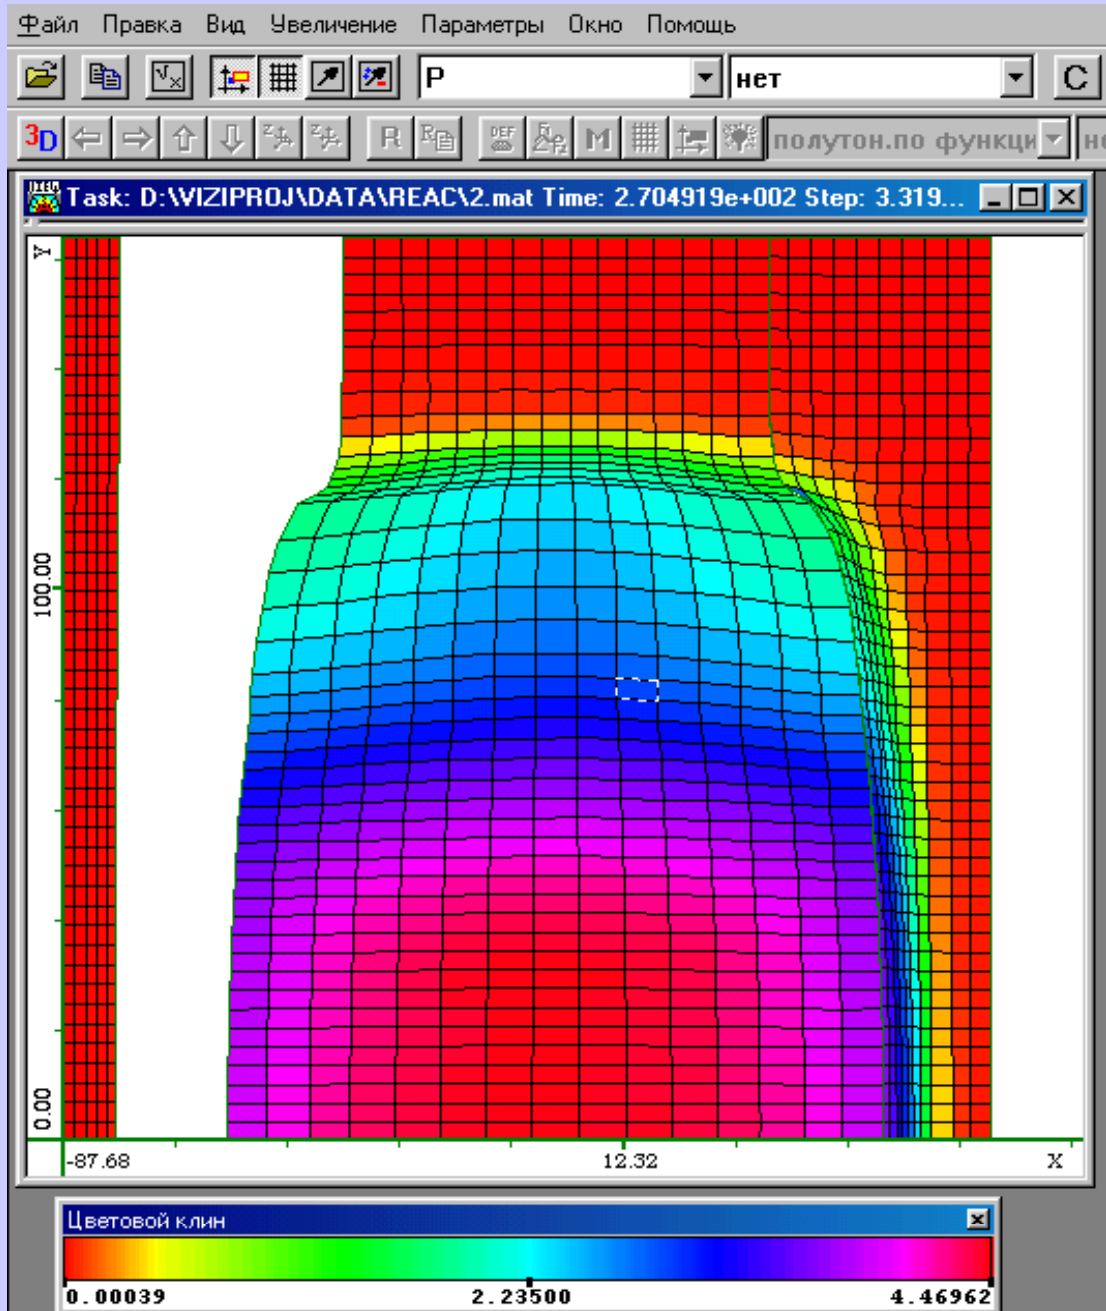 Файл Правка Вид Увеличение Параметры Окно Помощь
P нет C
3D R R DEF M полутон.по функци не
Task: D:\VIZIPROJ\DATA\REAC\2.mat Time: 2.704919e+002 Step: 3.319...
Y
100.00
0.00
-87.68 12.32 X
Цветовой клин
0.00039 2.23500 4.46962